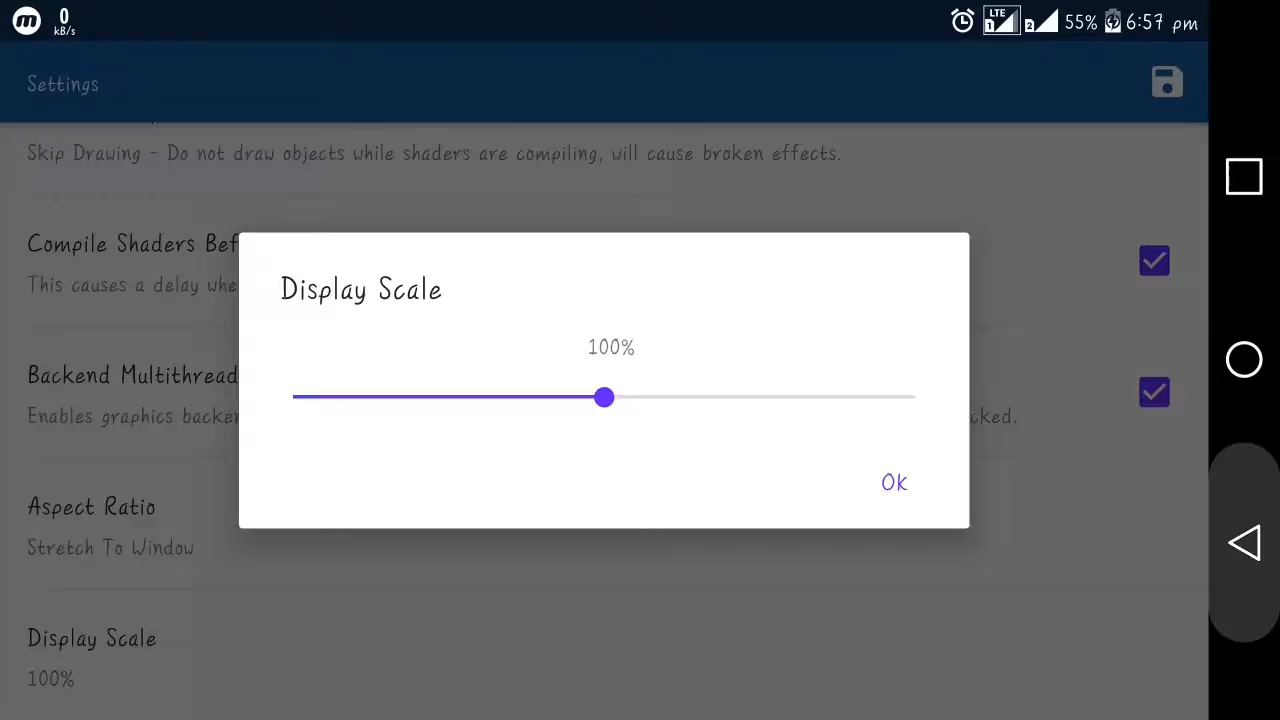 m 0 LTE 1 2 55% 6:57 pm
kB/s
Settings
Skip Drawing - Do not draw objects while shaders are compiling, will cause broken effects.
Compile Shaders Bef
This causes a delay whe
Display Scale
100%
Backend Multithread
Enables graphics backen cked.
Ok
Aspect Ratio
Stretch To Window
Display Scale
100%